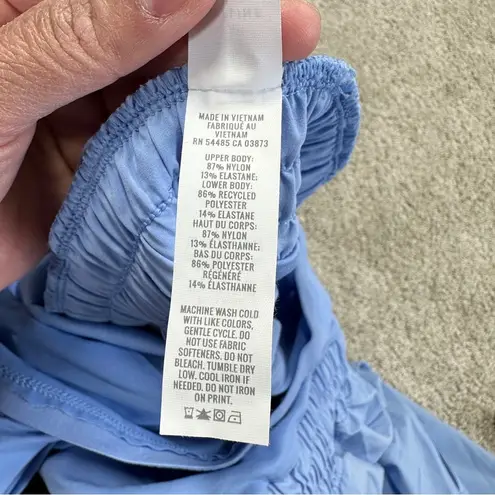 MADE IN VIETNAM
FABRIQUÉ AU
VIETNAM
RN 54485 CA 03873
UPPER BODY:
87% NYLON
13% ELASTANE;
LOWER BODY:
86% RECYCLED
POLYESTER
14% ELASTANE
HAUT DU CORPS:
87% NYLON
13% ÉLASTHANNE;
BAS DU CORPS:
86% POLYESTER
RÉGÉNÉRÉ
14% ÉLASTHANNE
MACHINE WASH COLD
WITH LIKE COLORS,
GENTLE CYCLE. DO
NOT USE FABRIC
SOFTENERS. DO NOT
BLEACH. TUMBLE DRY
LOW. COOL IRON IF
NEEDED. DO NOT IRON
ON PRINT.